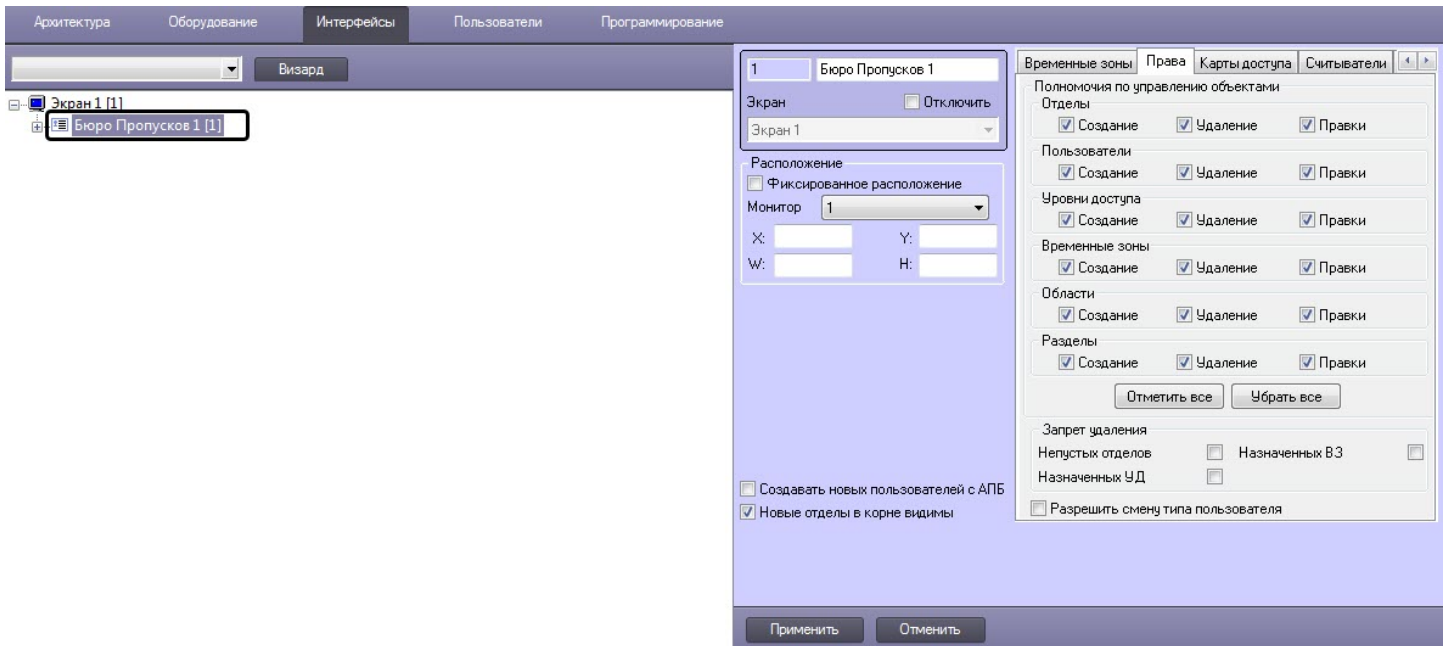 Архитектура Оборудование Интерфейсы Пользователи Программирование
Визард
Экран 1 [1]
Бюро Пропусков 1 [1]
1 Бюро Пропусков 1
Экран Отключить
Экран 1
Расположение
Фиксированное расположение
Монитор 1
X: Y:
W: H:
Создавать новых пользователей с АПБ
Новые отделы в корне видимы
Временные зоны Права Карты доступа Считыватели
Полномочия по управлению объектами
Отделы
Создание Удаление Правки
Пользователи
Создание Удаление Правки
Уровни доступа
Создание Удаление Правки
Временные зоны
Создание Удаление Правки
Области
Создание Удаление Правки
Разделы
Создание Удаление Правки
Отметить все Убрать все
Запрет удаления
Непустых отделов Назначенных ВЗ
Назначенных УД
Разрешить смену типа пользователя
Применить Отменить